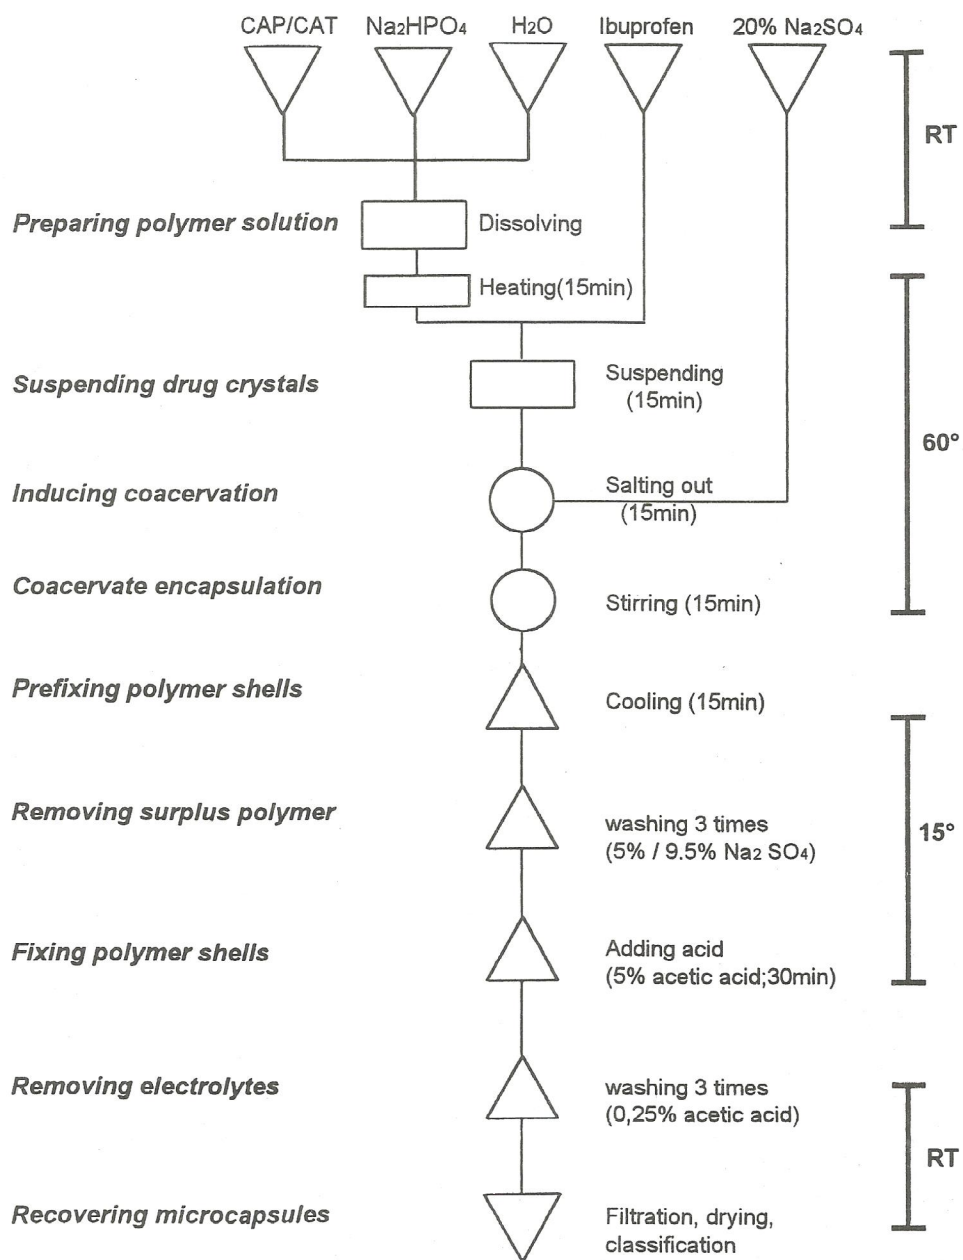 CAP/CAT Na2HPO4 H2O Ibuprofen 20% Na2SO4
RT
Preparing polymer solution
Dissolving
Heating(15min)
Suspending drug crystals
Suspending
(15min)
60°
Inducing coacervation
Salting out
(15min)
Coacervate encapsulation
Stirring (15min)
Prefixing polymer shells
Cooling (15min)
Removing surplus polymer
washing 3 times
(5% / 9.5% Na2 SO4)
15°
Fixing polymer shells
Adding acid
(5% acetic acid;30min)
Removing electrolytes
washing 3 times
(0,25% acetic acid)
RT
Recovering microcapsules
Filtration, drying,
classification